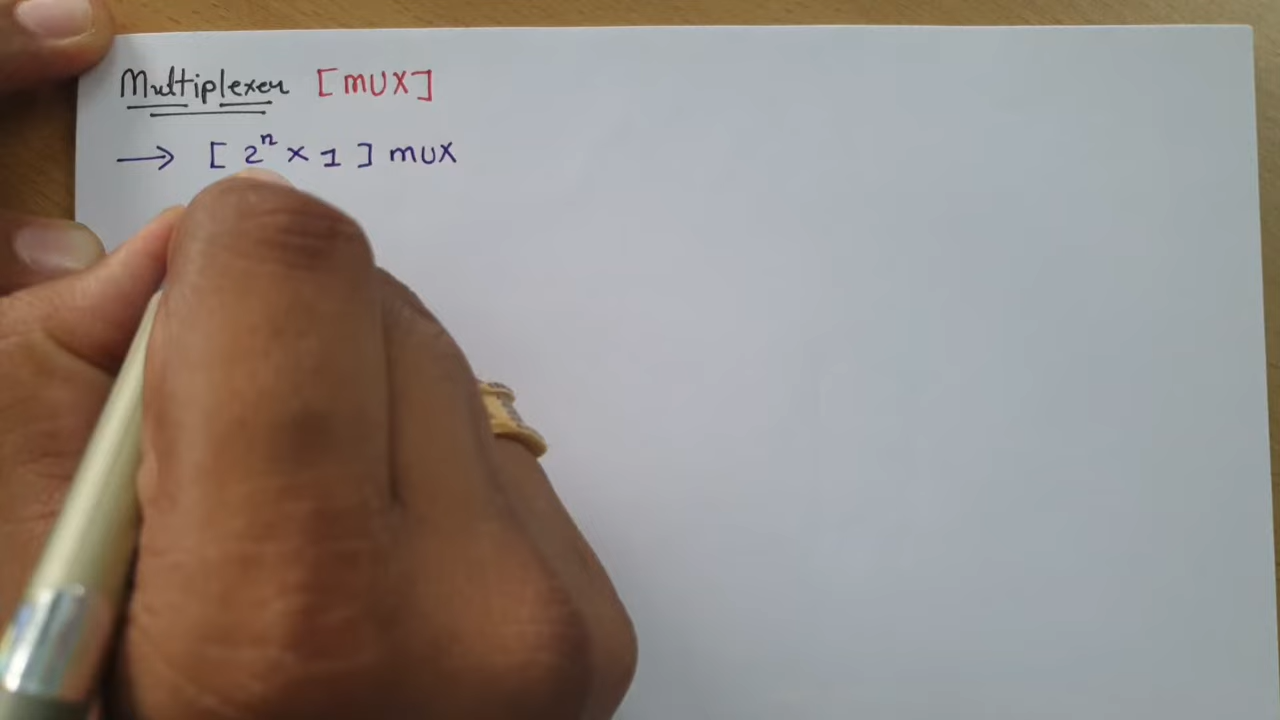 Multiplexer [MUX]
→ [ 2ⁿ × 1 ] MUX